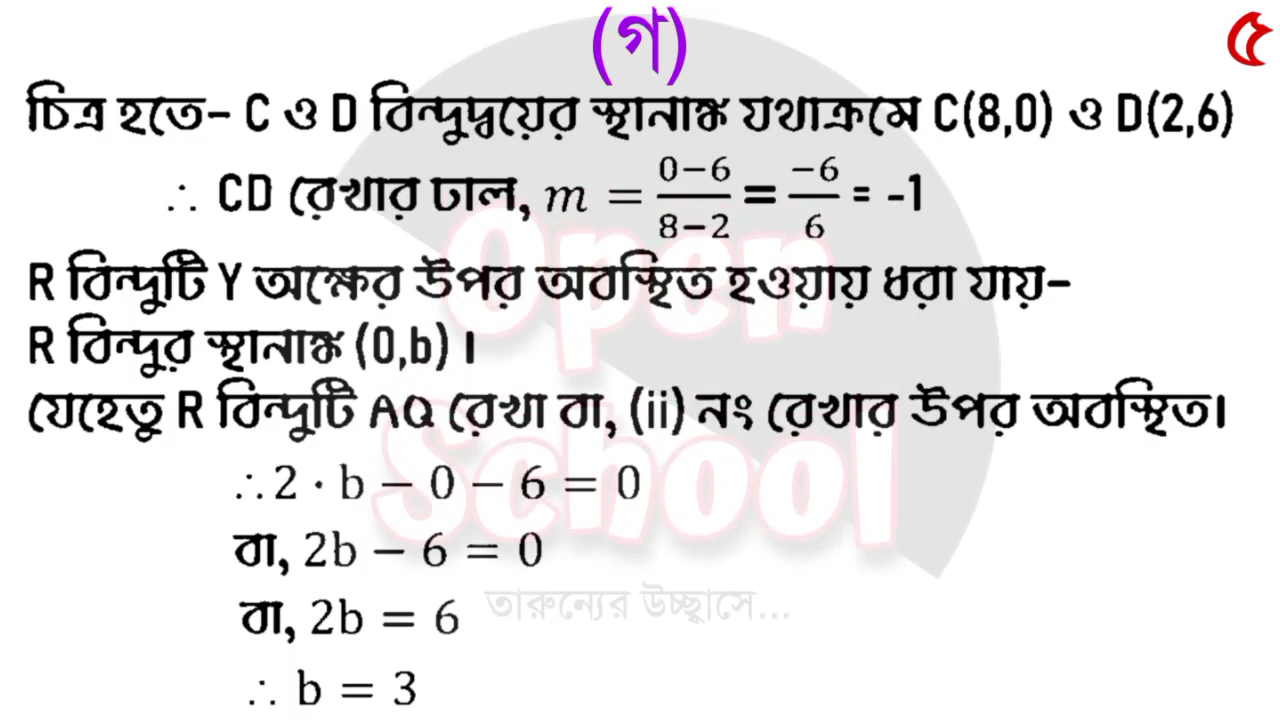 (গ)
৫
চিত্র হতে- C ও D বিন্দুদ্বয়ের স্থানাঙ্ক যথাক্রমে C(8,0) ও D(2,6)
∴ CD রেখার ঢাল, m = \frac{0-6}{8-2} = \frac{-6}{6} = -1
R বিন্দুটি Y অক্ষের উপর অবস্থিত হওয়ায় ধরা যায়-
R বিন্দুর স্থানাঙ্ক (0,b) ।
যেহেতু R বিন্দুটি AQ রেখা বা, (ii) নং রেখার উপর অবস্থিত।
∴ 2 · b − 0 − 6 = 0
বা, 2b − 6 = 0
বা, 2b = 6
∴ b = 3
Open
School
তারুন্যের উচ্ছ্বাসে...